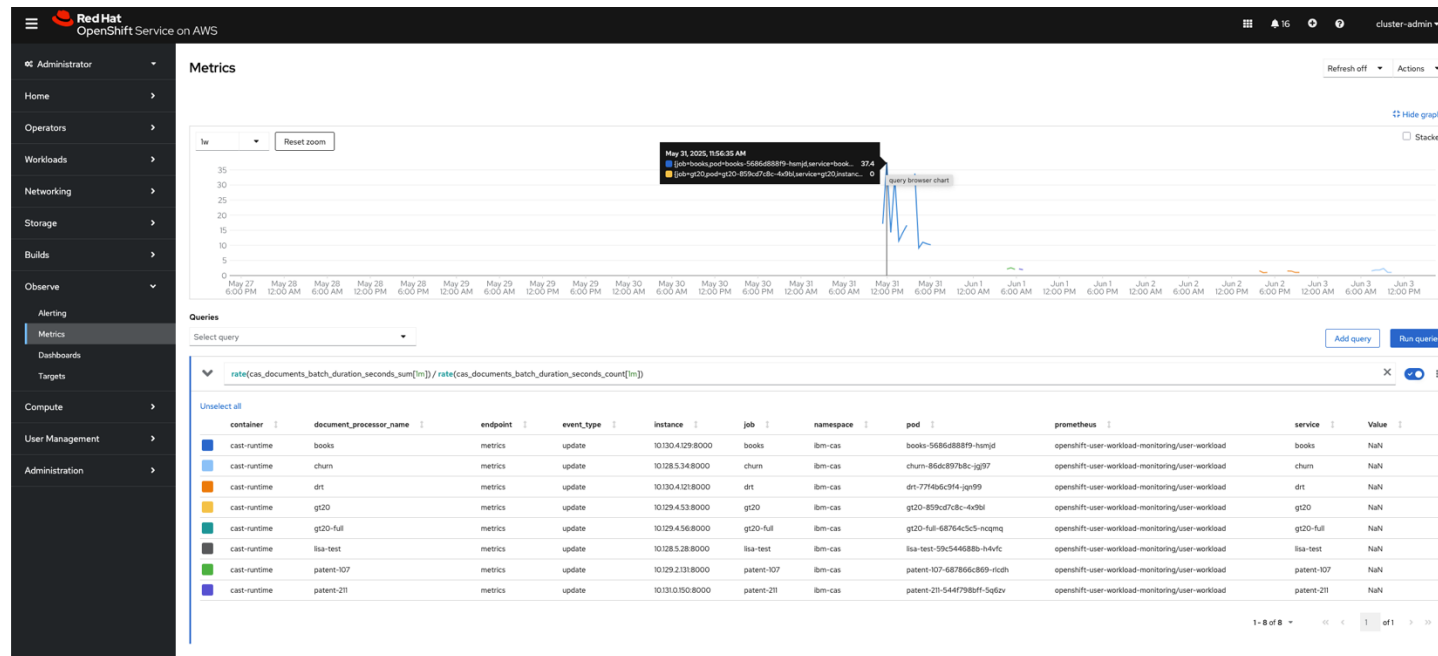 Red Hat
OpenShift Service on AWS
16
cluster-admin
Administrator
Home
Operators
Workloads
Networking
Storage
Builds
Observe
Alerting
Metrics
Dashboards
Targets
Compute
User Management
Administration
Metrics
Refresh off
Actions
Hide grap
1w
Reset zoom
Stacke
May 31, 2025, 11:56:35 AM
{job=books,pod=books-5686d888f9-hsmjd,service=book... 37.4
{job=gt20,pod=gt20-859cd7c8c-4x9bl,service=gt20,instanc... 0
query browser chart
35
30
25
20
15
10
5
0
May 27 May 28 May 28 May 28 May 28 May 29 May 29 May 29 May 29 May 30 May 30 May 30 May 30 May 31 May 31 May 31 May 31 Jun 1 Jun 1 Jun 1 Jun 1 Jun 2 Jun 2 Jun 2 Jun 2 Jun 3 Jun 3 Jun 3
6:00 PM 12:00 AM 6:00 AM 12:00 PM 6:00 PM 12:00 AM 6:00 AM 12:00 PM 6:00 PM 12:00 AM 6:00 AM 12:00 PM 6:00 PM 12:00 AM 6:00 AM 12:00 PM 6:00 PM 12:00 AM 6:00 AM 12:00 PM 6:00 PM 12:00 AM 6:00 AM 12:00 PM 6:00 PM 12:00 AM 6:00 AM 12:00 PM
Queries
Select query
Add query
Run querie
rate(cas_documents_batch_duration_seconds_sum[1m]) / rate(cas_documents_batch_duration_seconds_count[1m])
Unselect all
container document_processor_name endpoint event_type instance job namespace pod prometheus service Value
cast-runtime books metrics update 10.130.4.129:8000 books ibm-cas books-5686d888f9-hsmjd openshift-user-workload-monitoring/user-workload books NaN
cast-runtime churn metrics update 10.128.5.34:8000 churn ibm-cas churn-86dc897b8c-jgj97 openshift-user-workload-monitoring/user-workload churn NaN
cast-runtime drt metrics update 10.130.4.121:8000 drt ibm-cas drt-77f4b6c9f4-jqn99 openshift-user-workload-monitoring/user-workload drt NaN
cast-runtime gt20 metrics update 10.129.4.53:8000 gt20 ibm-cas gt20-859cd7c8c-4x9bl openshift-user-workload-monitoring/user-workload gt20 NaN
cast-runtime gt20-full metrics update 10.129.4.56:8000 gt20-full ibm-cas gt20-full-68764c5c5-ncqmq openshift-user-workload-monitoring/user-workload gt20-full NaN
cast-runtime lisa-test metrics update 10.128.5.28:8000 lisa-test ibm-cas lisa-test-59c544688b-h4vfc openshift-user-workload-monitoring/user-workload lisa-test NaN
cast-runtime patent-107 metrics update 10.129.2.131:8000 patent-107 ibm-cas patent-107-687866c869-ricdh openshift-user-workload-monitoring/user-workload patent-107 NaN
cast-runtime patent-211 metrics update 10.131.0.150:8000 patent-211 ibm-cas patent-211-544f798bff-5q6zv openshift-user-workload-monitoring/user-workload patent-211 NaN
1 - 8 of 8
1 of 1